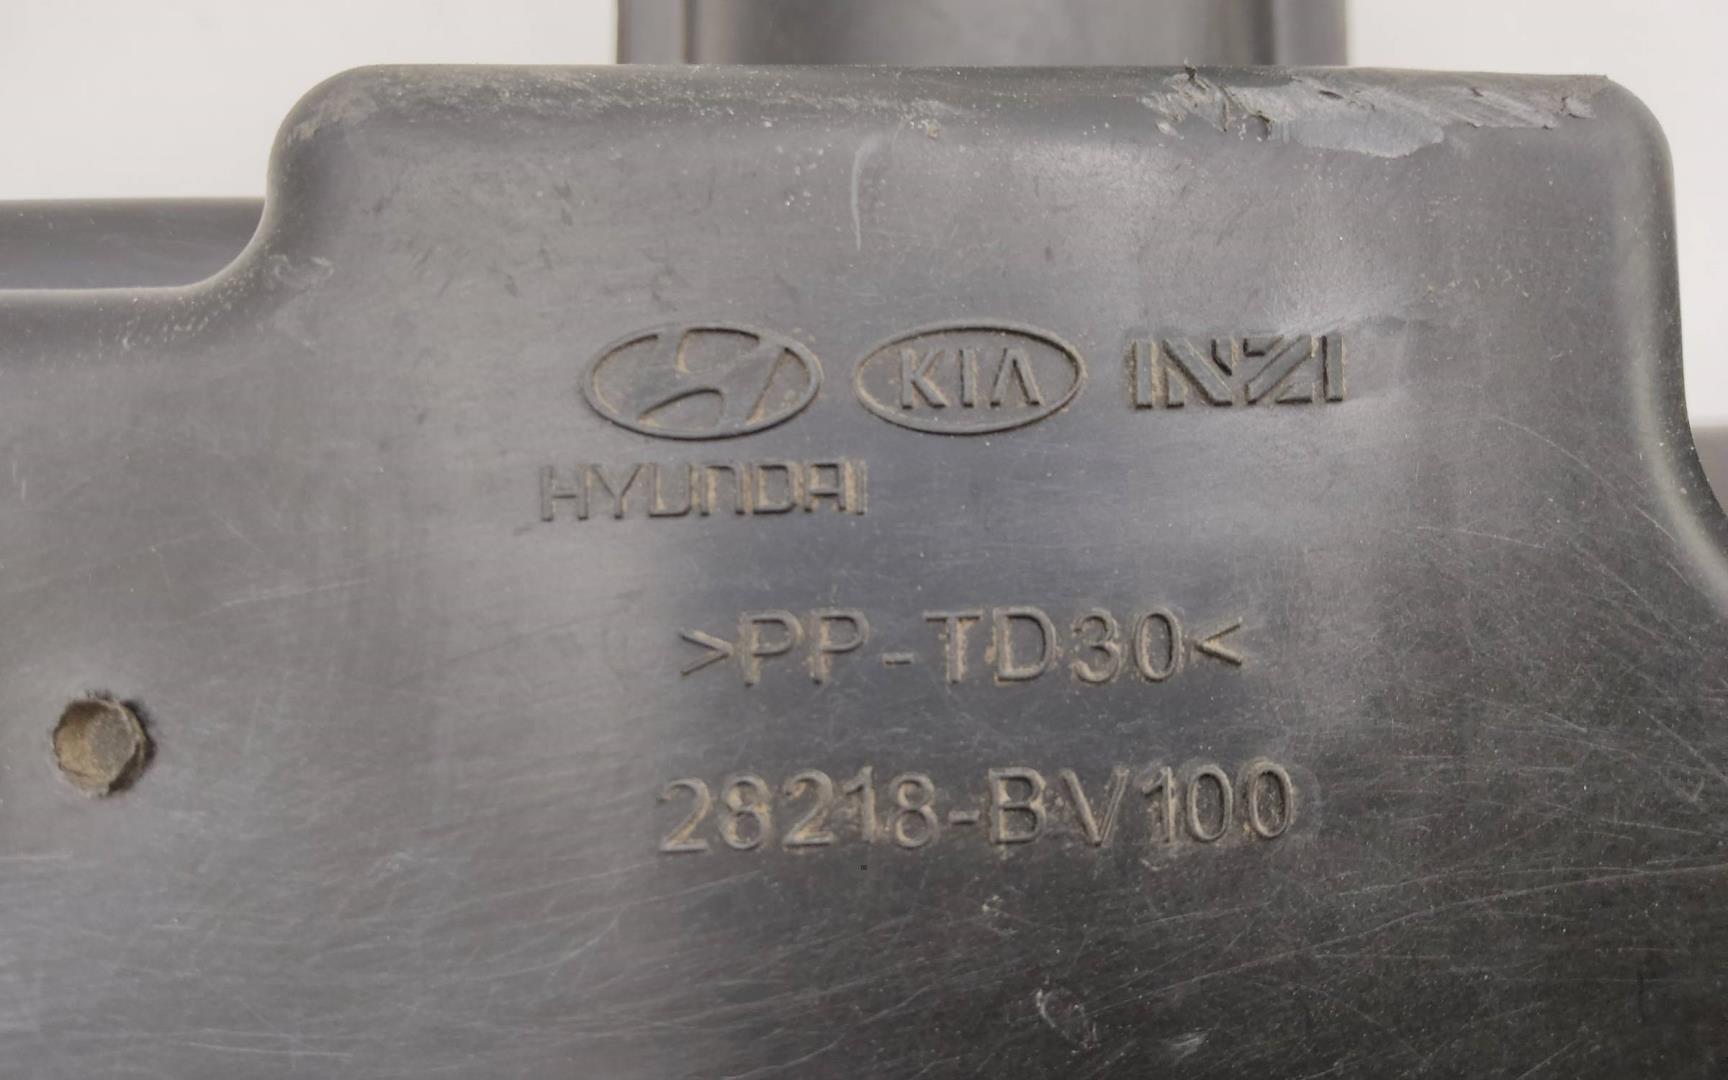 KIA INZI
HYUNDAI
>PP-TD30<
28218-BV100